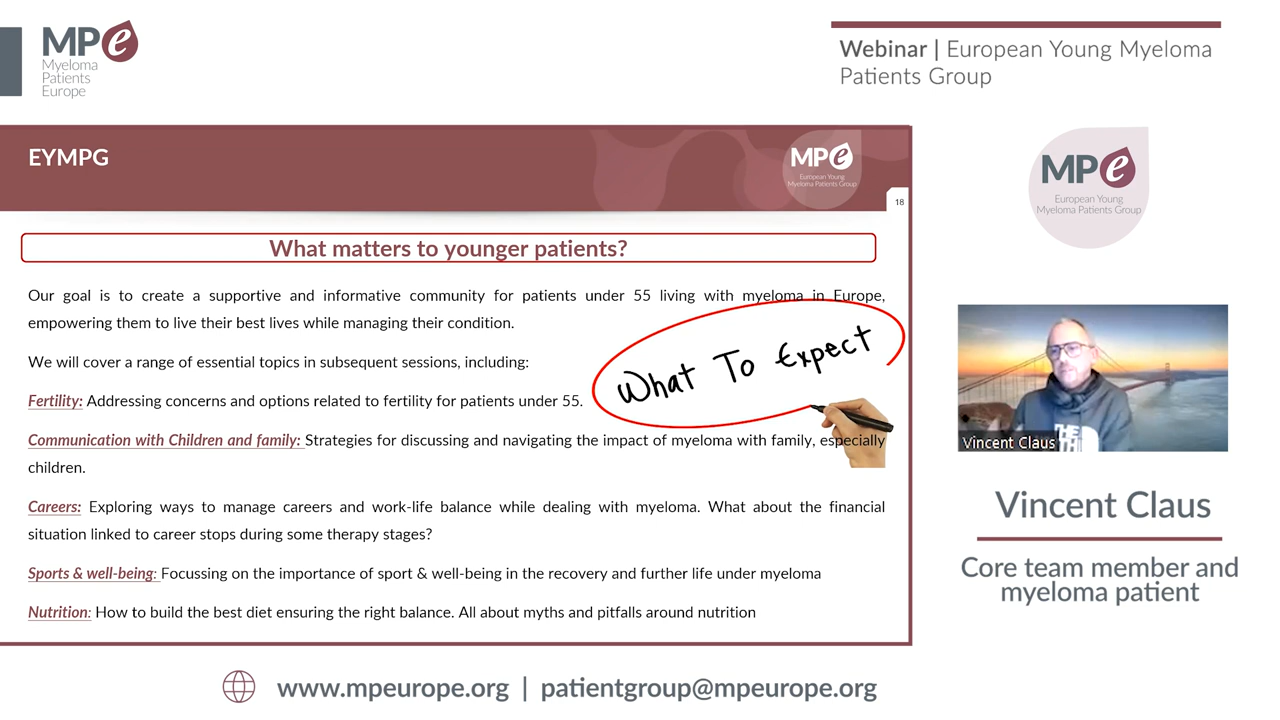 MPe
Myeloma
Patients
Europe
Webinar | European Young Myeloma
Patients Group
EYMPG
MPe
European Young
Myeloma Patients Group
18
What matters to younger patients?
Our goal is to create a supportive and informative community for patients under 55 living with myeloma in Europe,
empowering them to live their best lives while managing their condition.
We will cover a range of essential topics in subsequent sessions, including:
What To Expect
Fertility: Addressing concerns and options related to fertility for patients under 55.
Communication with Children and family: Strategies for discussing and navigating the impact of myeloma with family, especially
children.
Careers: Exploring ways to manage careers and work-life balance while dealing with myeloma. What about the financial
situation linked to career stops during some therapy stages?
Sports & well-being: Focussing on the importance of sport & well-being in the recovery and further life under myeloma
Nutrition: How to build the best diet ensuring the right balance. All about myths and pitfalls around nutrition
MPe
European Young
Myeloma Patients Group
Vincent Claus
Vincent Claus
Core team member and
myeloma patient
www.mpeurope.org | patientgroup@mpeurope.org